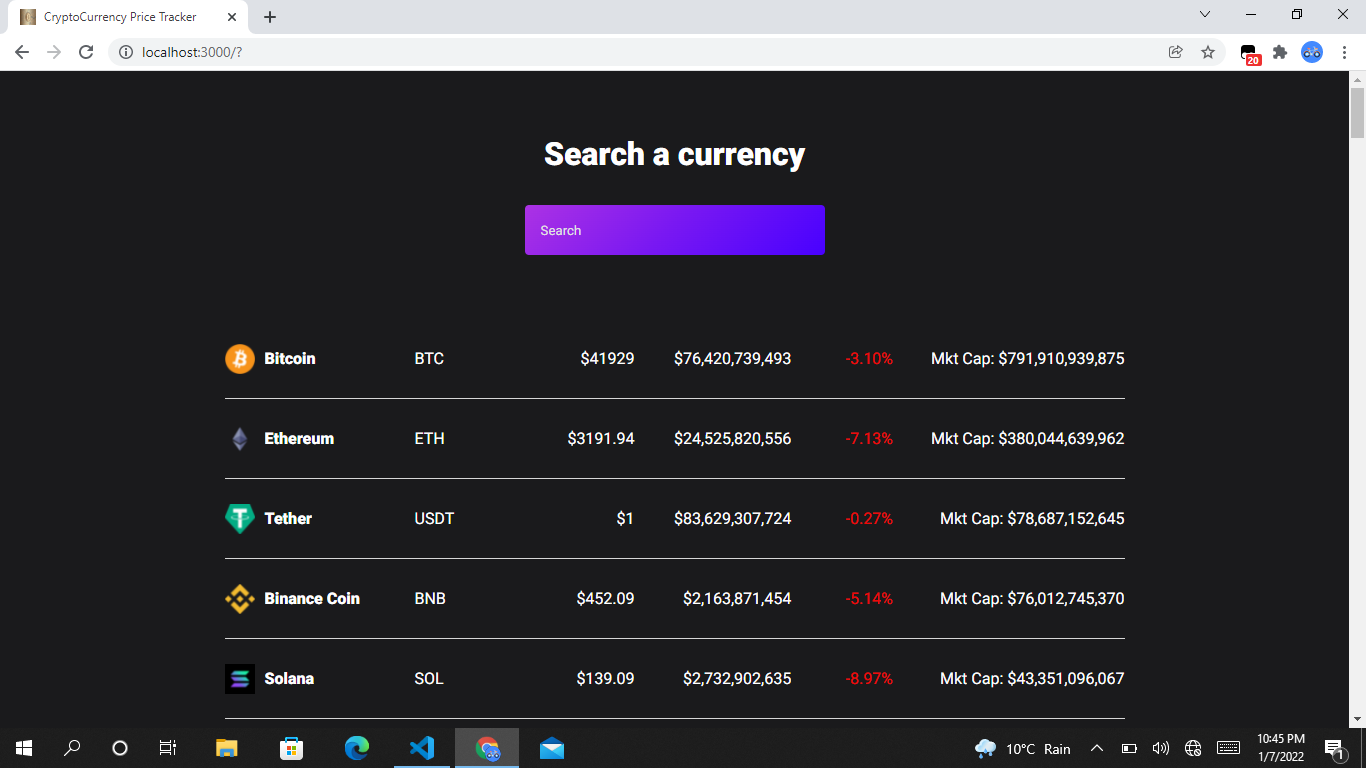 CryptoCurrency Price Tracker
localhost:3000/?
20
Search a currency
Search
Bitcoin BTC $41929 $76,420,739,493 -3.10% Mkt Cap: $791,910,939,875
Ethereum ETH $3191.94 $24,525,820,556 -7.13% Mkt Cap: $380,044,639,962
Tether USDT $1 $83,629,307,724 -0.27% Mkt Cap: $78,687,152,645
Binance Coin BNB $452.09 $2,163,871,454 -5.14% Mkt Cap: $76,012,745,370
Solana SOL $139.09 $2,732,902,635 -8.97% Mkt Cap: $43,351,096,067
10°C Rain
10:45 PM
1/7/2022
1